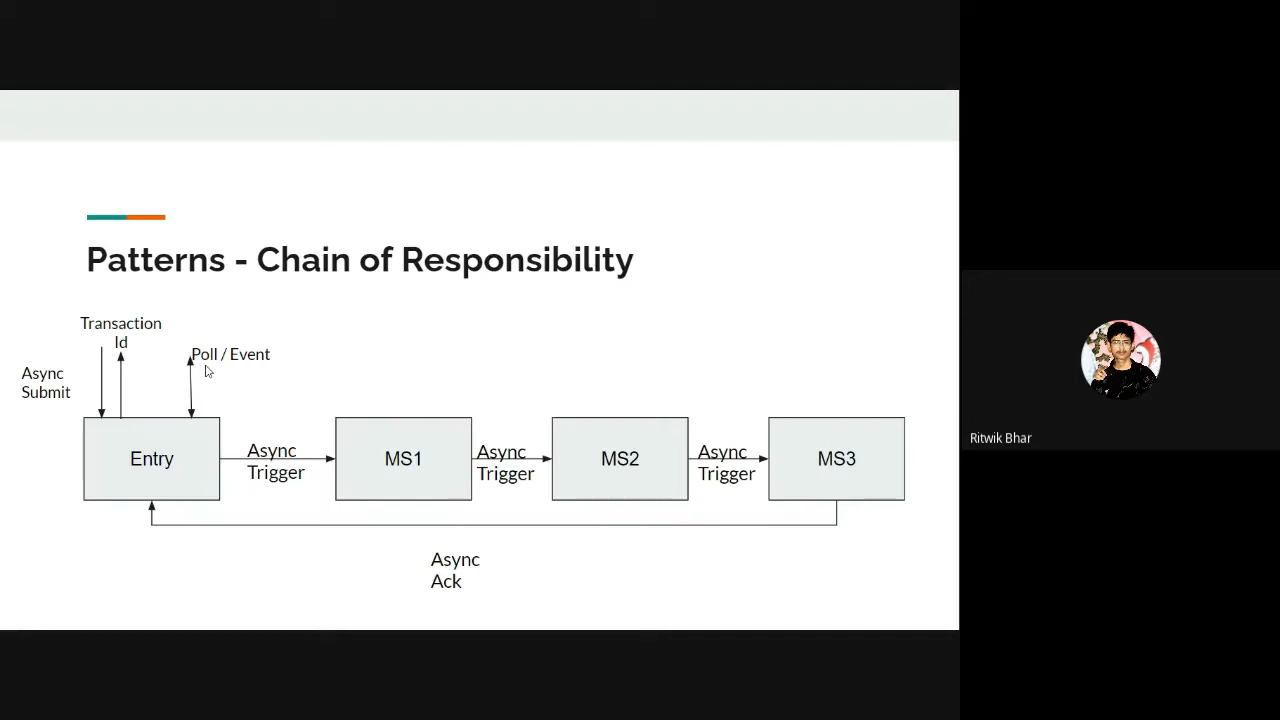 Patterns - Chain of Responsibility
Transaction
Id
Poll / Event
Async
Submit
Entry
Async
Trigger
MS1
Async
Trigger
MS2
Async
Trigger
MS3
Async
Ack
Ritwik Bhar